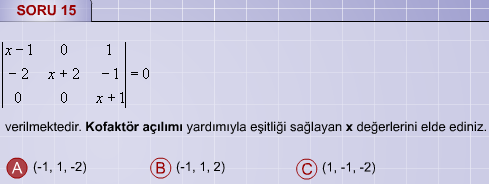 SORU 15
|x − 1 0 1|
|− 2 x + 2 − 1| = 0
|0 0 x + 1|
verilmektedir. Kofaktör açılımı yardımıyla eşitliği sağlayan x değerlerini elde ediniz.
A (-1, 1, -2) B (-1, 1, 2) C (1, -1, -2)